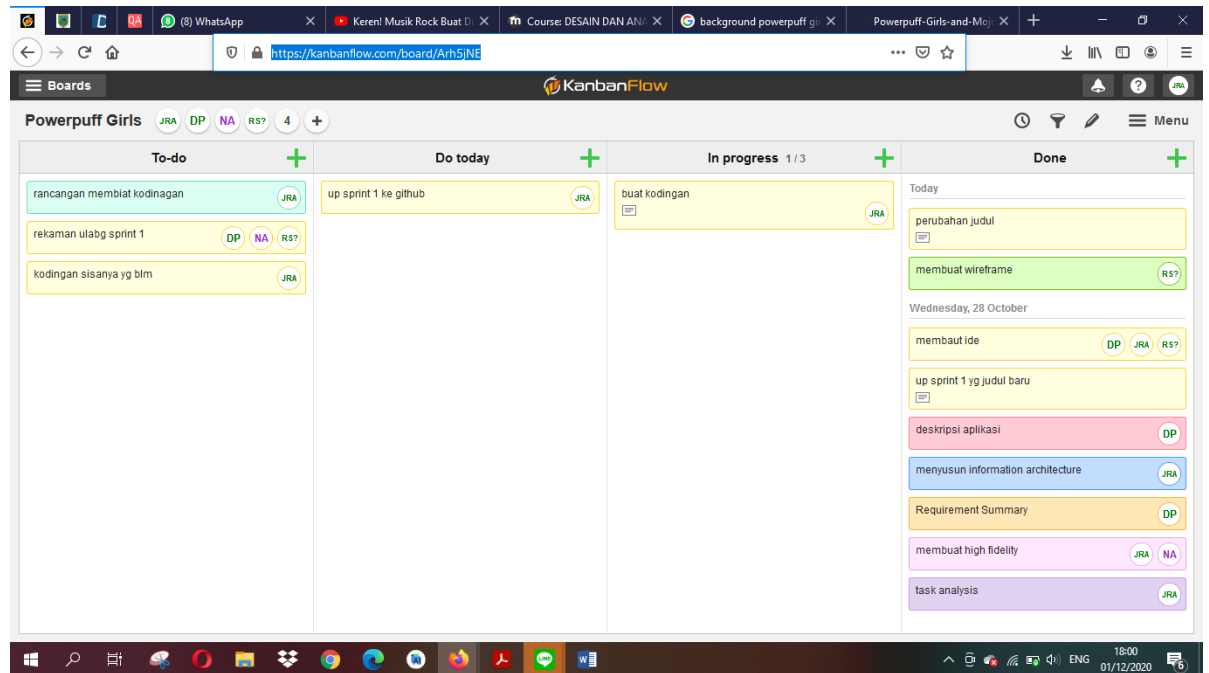 QA
(8) WhatsApp
Keren! Musik Rock Buat Di
Course: DESAIN DAN ANA
background powerpuff gi
Powerpuff-Girls-and-Moj
https://kanbanflow.com/board/Arh5jNE
Boards
KanbanFlow
JRA
Powerpuff Girls JRA DP NA RS? 4 +
Menu
To-do
rancangan membiat kodinagan
JRA
rekaman ulabg sprint 1
DP NA RS?
kodingan sisanya yg blm
JRA
Do today
up sprint 1 ke github
JRA
In progress 1 / 3
buat kodingan
JRA
Done
Today
perubahan judul
membuat wireframe
RS?
Wednesday, 28 October
membaut ide
DP JRA RS?
up sprint 1 yg judul baru
deskripsi aplikasi
DP
menyusun information architecture
JRA
Requirement Summary
DP
membuat high fidelity
JRA NA
task analysis
JRA
ENG
18:00
01/12/2020
6